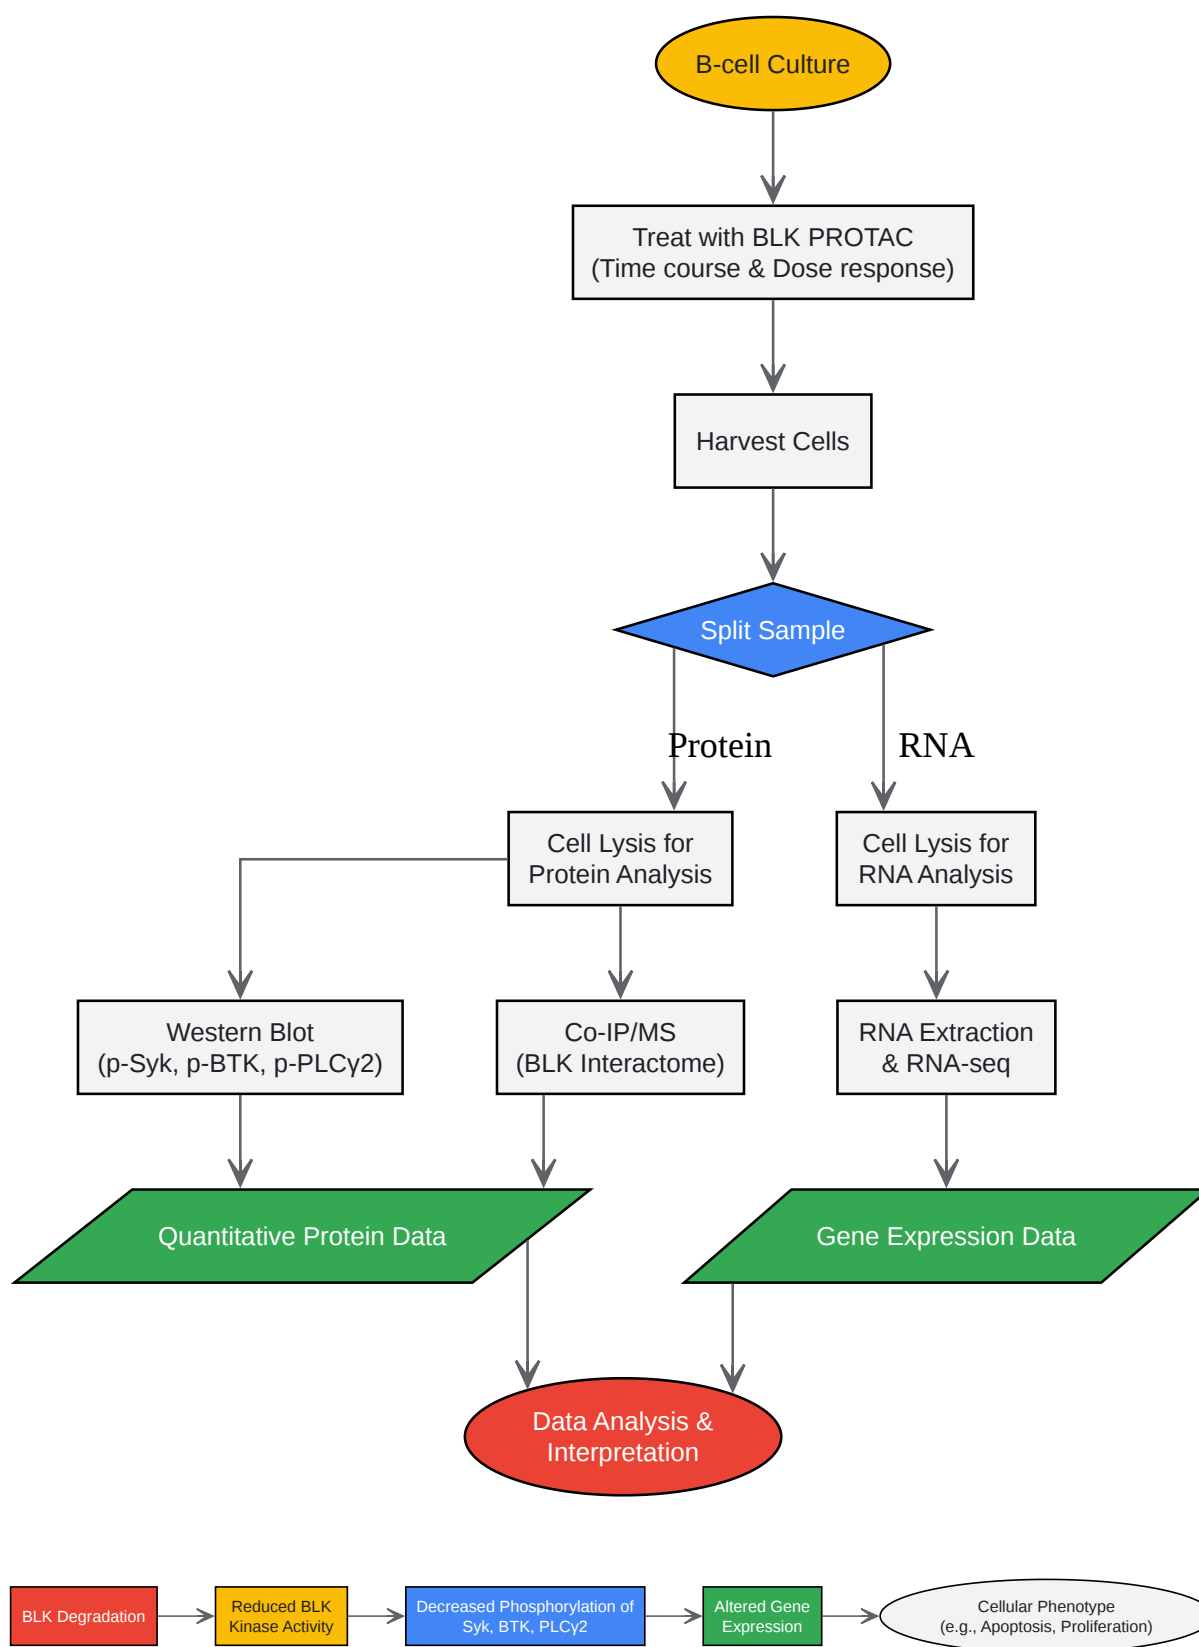 B-cell Culture
Treat with BLK PROTAC
(Time course & Dose response)
Harvest Cells
Split Sample
Protein
RNA
Cell Lysis for
Protein Analysis
Cell Lysis for
RNA Analysis
Western Blot
(p-Syk, p-BTK, p-PLCγ2)
Co-IP/MS
(BLK Interactome)
RNA Extraction
& RNA-seq
Quantitative Protein Data
Gene Expression Data
Data Analysis &
Interpretation
BLK Degradation
Reduced BLK
Kinase Activity
Decreased Phosphorylation of
Syk, BTK, PLCγ2
Altered Gene
Expression
Cellular Phenotype
(e.g., Apoptosis, Proliferation)